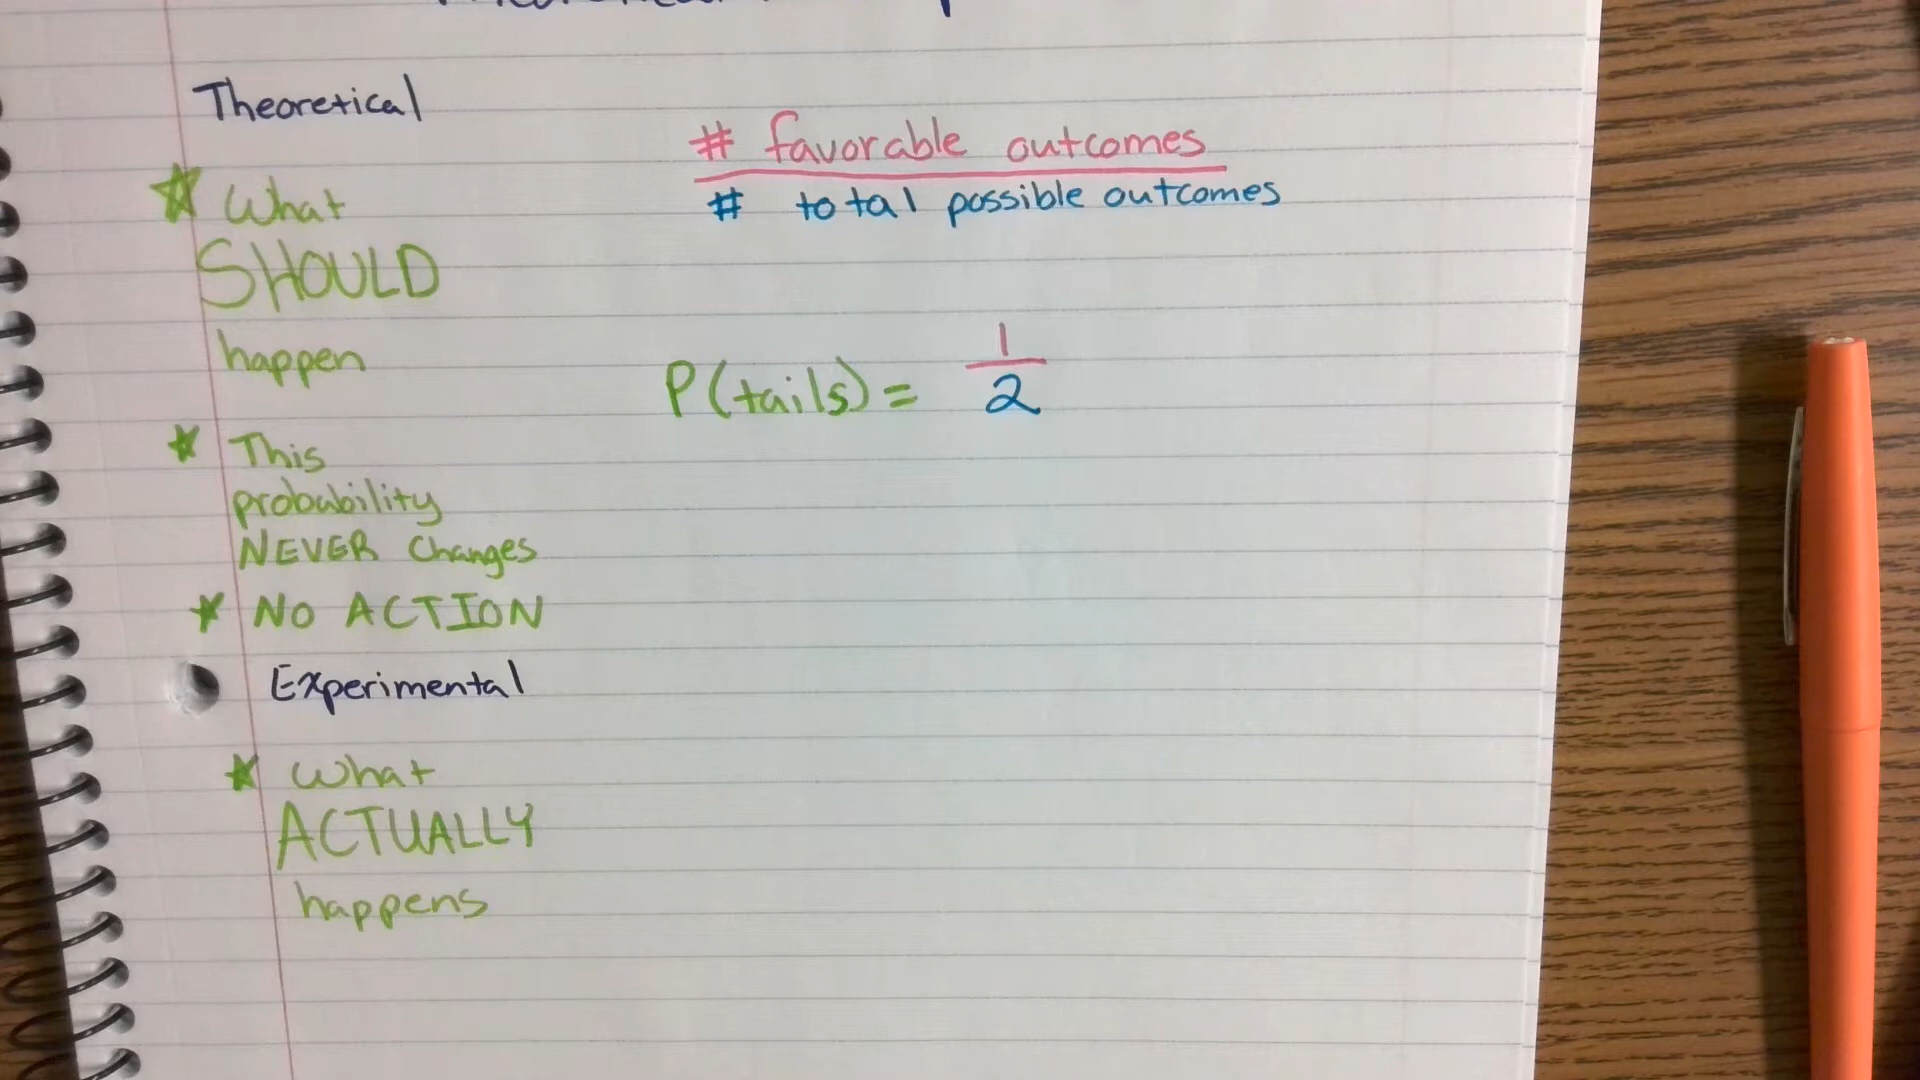 Theoretical
# favorable outcomes
# total possible outcomes
☆ What
SHOULD
happen
P(tails) = 1/2
★ This
probability
NEVER Changes
★ NO ACTION
Experimental
★ What
ACTUALLY
happens